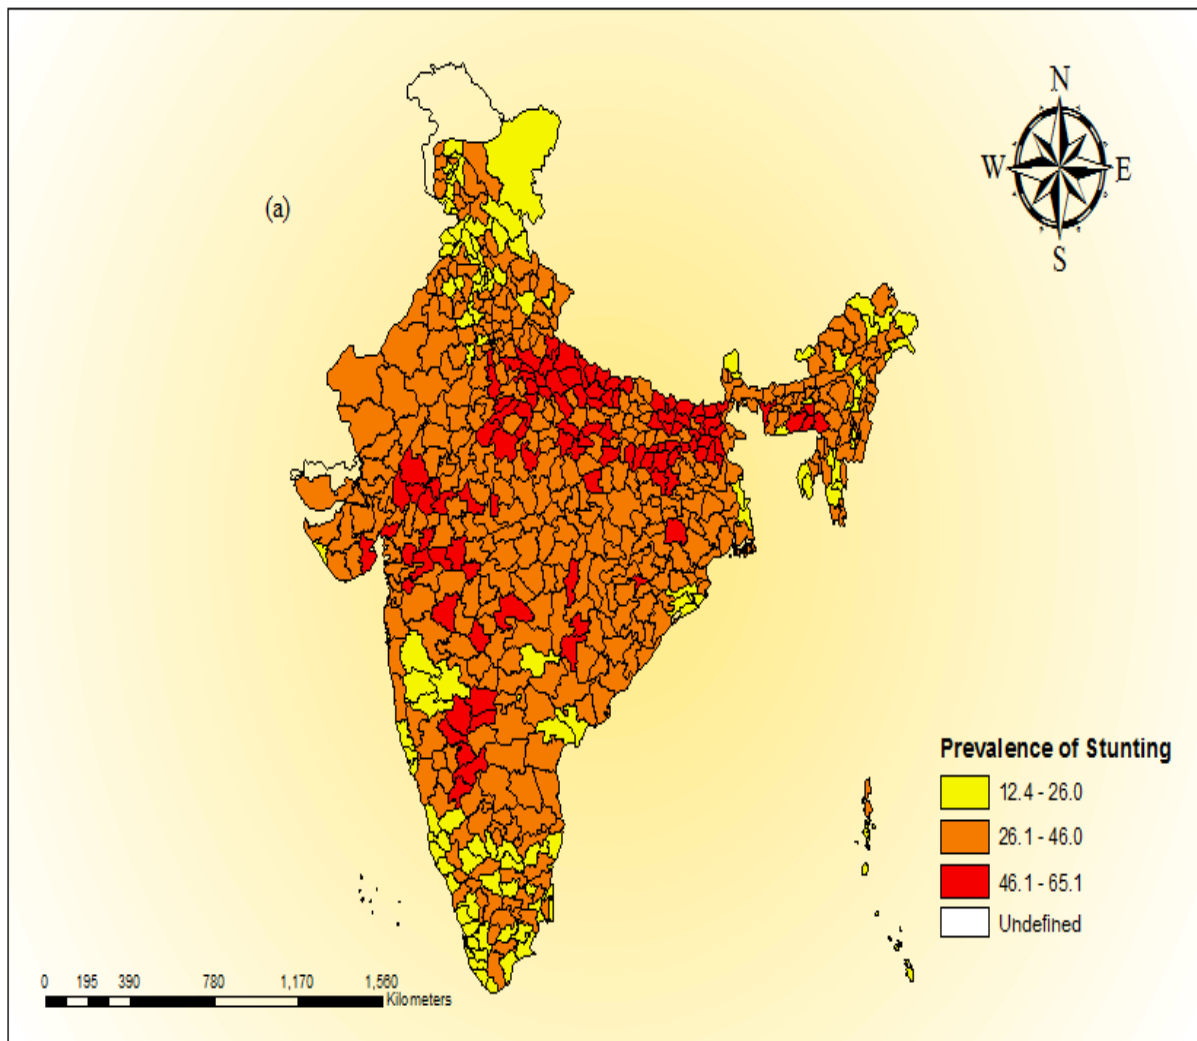 N
W E
S
(a)
Prevalence of Stunting
12.4 - 26.0
26.1 - 46.0
46.1 - 65.1
Undefined
0 195 390 780 1,170 1,560
Kilometers